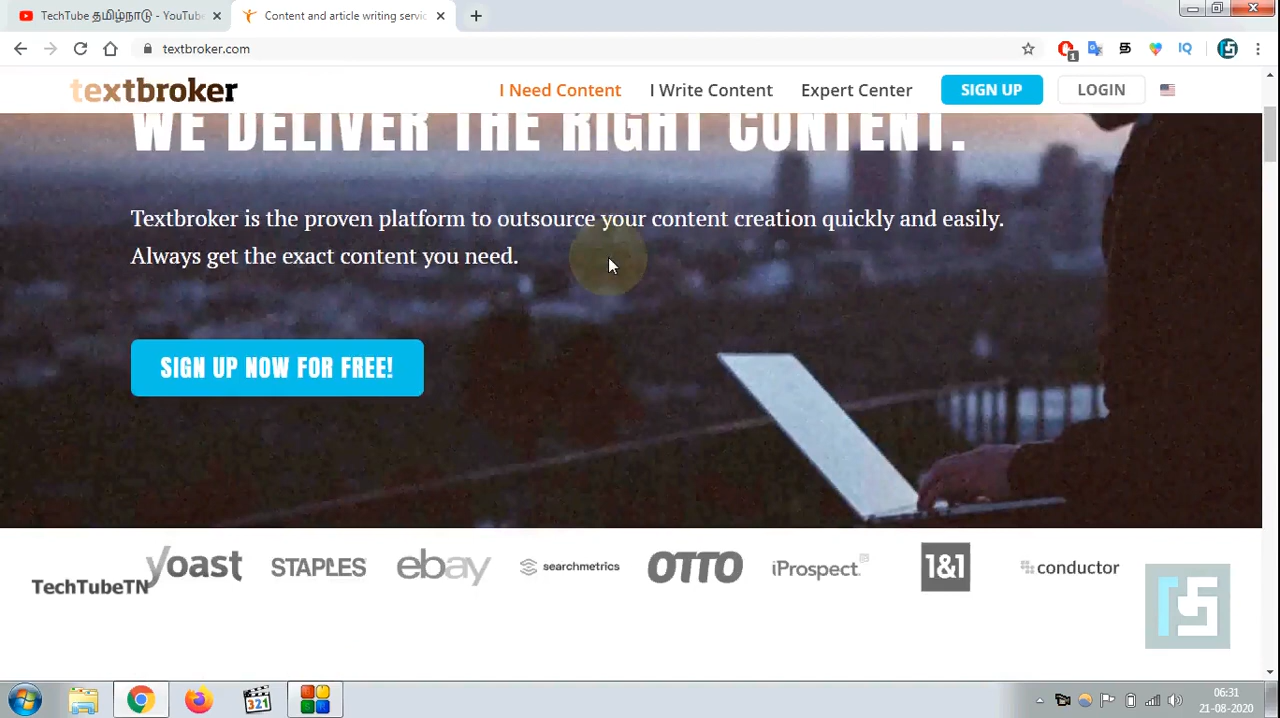 TechTube தமிழ்நாடு - YouTube
Content and article writing servic
textbroker.com
1
IQ
textbroker
I Need Content
I Write Content
Expert Center
SIGN UP
LOGIN
WE DELIVER THE RIGHT CONTENT.
Textbroker is the proven platform to outsource your content creation quickly and easily.
Always get the exact content you need.
SIGN UP NOW FOR FREE!
yoast
STAPLES
ebay
searchmetrics
OTTO
iProspect.
1&1
conductor
TechTubeTN
321
06:31
21-08-2020